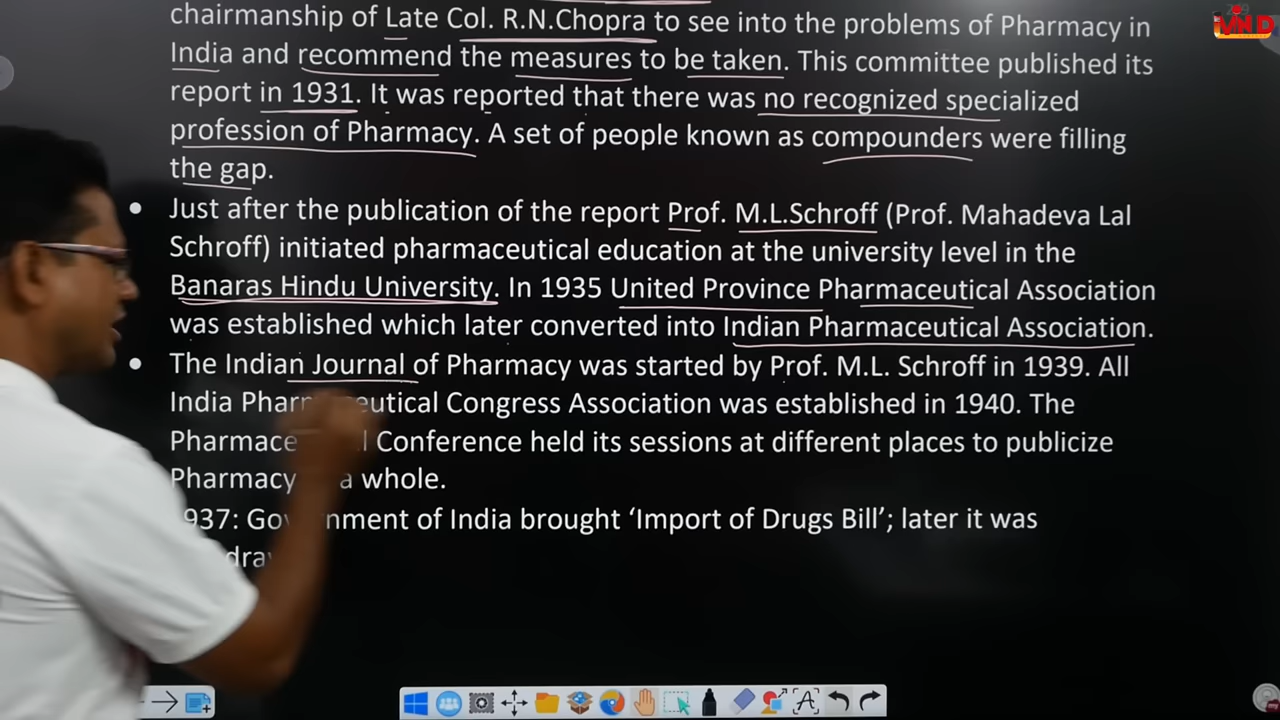 chairmanship of Late Col. R.N.Chopra to see into the problems of Pharmacy in
India and recommend the measures to be taken. This committee published its
report in 1931. It was reported that there was no recognized specialized
profession of Pharmacy. A set of people known as compounders were filling
the gap.
• Just after the publication of the report Prof. M.L.Schroff (Prof. Mahadeva Lal
Schroff) initiated pharmaceutical education at the university level in the
Banaras Hindu University. In 1935 United Province Pharmaceutical Association
was established which later converted into Indian Pharmaceutical Association.
• The Indian Journal of Pharmacy was started by Prof. M.L. Schroff in 1939. All
India Pharmaceutical Congress Association was established in 1940. The
Conference held its sessions at different places to publicize
Pharmacy a whole.
937: Government of India brought ‘Import of Drugs Bill’; later it was